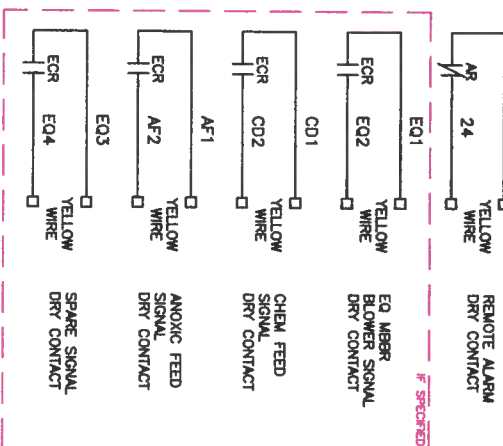 AR
24
REMOTE ALARM
DRY CONTACT
IF SPECIFIED
EQ1
ECR
EQ2
YELLOW
WIRE
EQ MBBR
BLOWER SIGNAL
DRY CONTACT
CD1
ECR
CD2
YELLOW
WIRE
CHEM FEED
SIGNAL
DRY CONTACT
AF1
ECR
AF2
YELLOW
WIRE
ANOXIC FEED
SIGNAL
DRY CONTACT
EQ3
ECR
EQ4
YELLOW
WIRE
SPARE SIGNAL
DRY CONTACT
YELLOW
WIRE